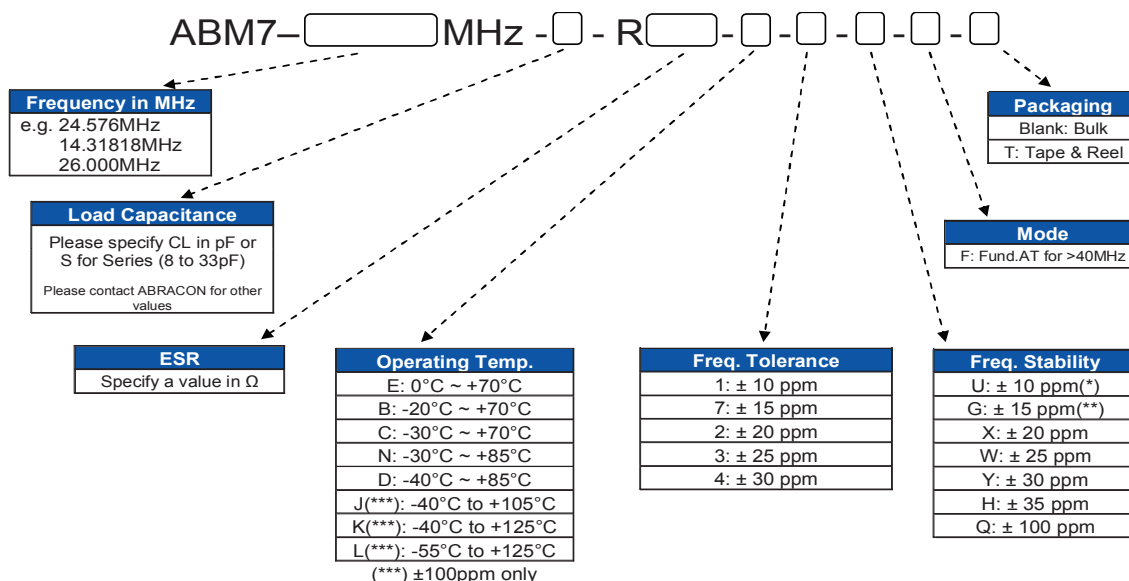 ABM7– MHz - - R - - - - -
Frequency in MHz
e.g. 24.576MHz
14.31818MHz
26.000MHz
Packaging
Blank: Bulk
T: Tape & Reel
Load Capacitance
Please specify CL in pF or
S for Series (8 to 33pF)
Please contact ABRACON for other
values
Mode
F: Fund.AT for >40MHz
ESR
Specify a value in Ω
Operating Temp.
E: 0°C ~ +70°C
B: -20°C ~ +70°C
C: -30°C ~ +70°C
N: -30°C ~ +85°C
D: -40°C ~ +85°C
J(***): -40°C to +105°C
K(***): -40°C to +125°C
L(***): -55°C to +125°C
(***) ±100ppm only
Freq. Tolerance
1: ± 10 ppm
7: ± 15 ppm
2: ± 20 ppm
3: ± 25 ppm
4: ± 30 ppm
Freq. Stability
U: ± 10 ppm(*)
G: ± 15 ppm(**)
X: ± 20 ppm
W: ± 25 ppm
Y: ± 30 ppm
H: ± 35 ppm
Q: ± 100 ppm